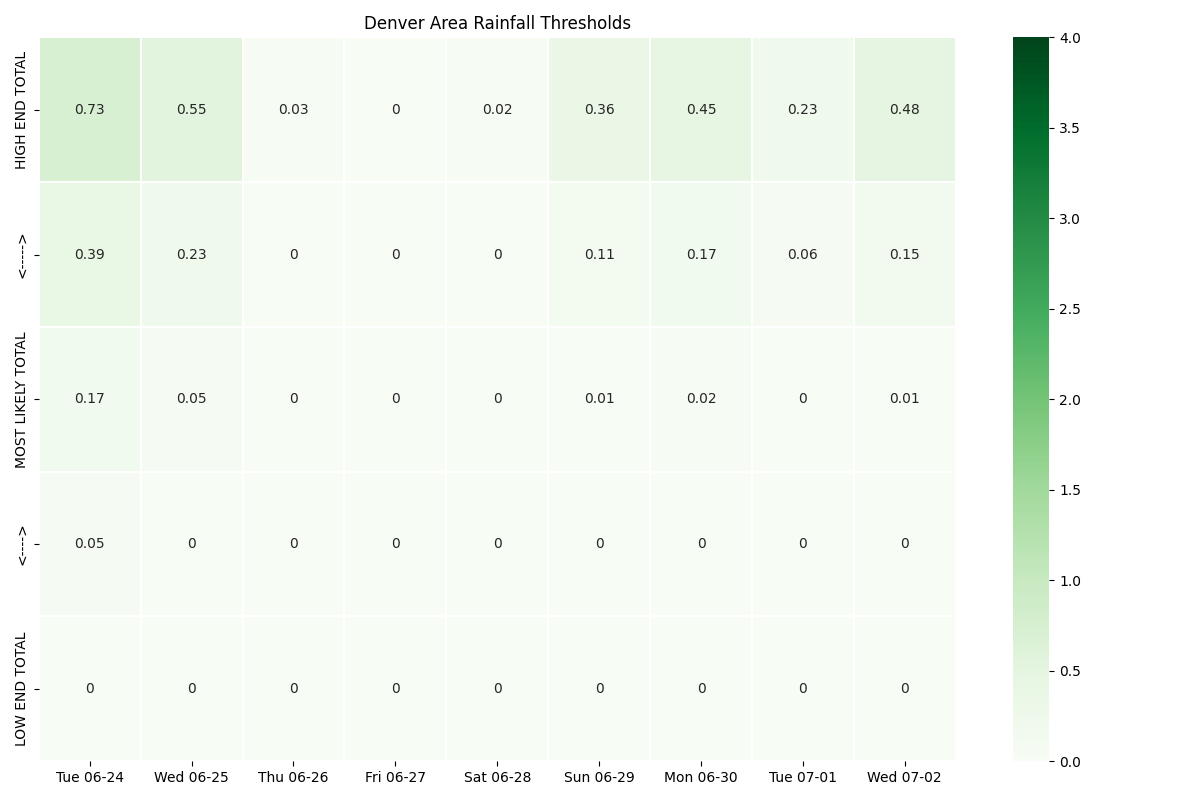 Denver Area Rainfall Thresholds
HIGH END TOTAL
0.73 0.55 0.03 0 0.02 0.36 0.45 0.23 0.48
<----->
0.39 0.23 0 0 0 0.11 0.17 0.06 0.15
MOST LIKELY TOTAL
0.17 0.05 0 0 0 0.01 0.02 0 0.01
<---->
0.05 0 0 0 0 0 0 0 0
LOW END TOTAL
0 0 0 0 0 0 0 0 0
Tue 06-24 Wed 06-25 Thu 06-26 Fri 06-27 Sat 06-28 Sun 06-29 Mon 06-30 Tue 07-01 Wed 07-02
4.0
3.5
3.0
2.5
2.0
1.5
1.0
0.5
0.0